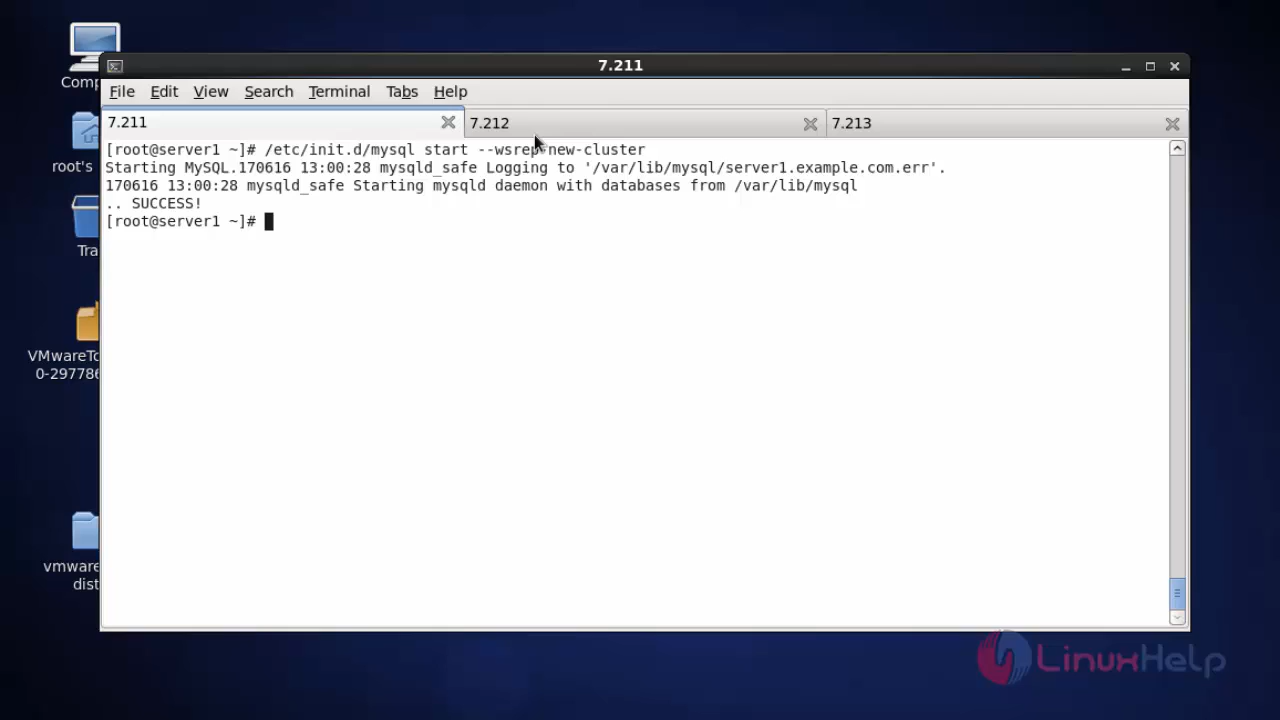 7.211
File Edit View Search Terminal Tabs Help
7.211 7.212 7.213
[root@server1 ~]# /etc/init.d/mysql start --wsrep-new-cluster
Starting MySQL.170616 13:00:28 mysqld_safe Logging to '/var/lib/mysql/server1.example.com.err'.
170616 13:00:28 mysqld_safe Starting mysqld daemon with databases from /var/lib/mysql
.. SUCCESS!
[root@server1 ~]#
Comp
root's
Tra
VMwareTo
0-297786
vmware
dist
LinuxHelp